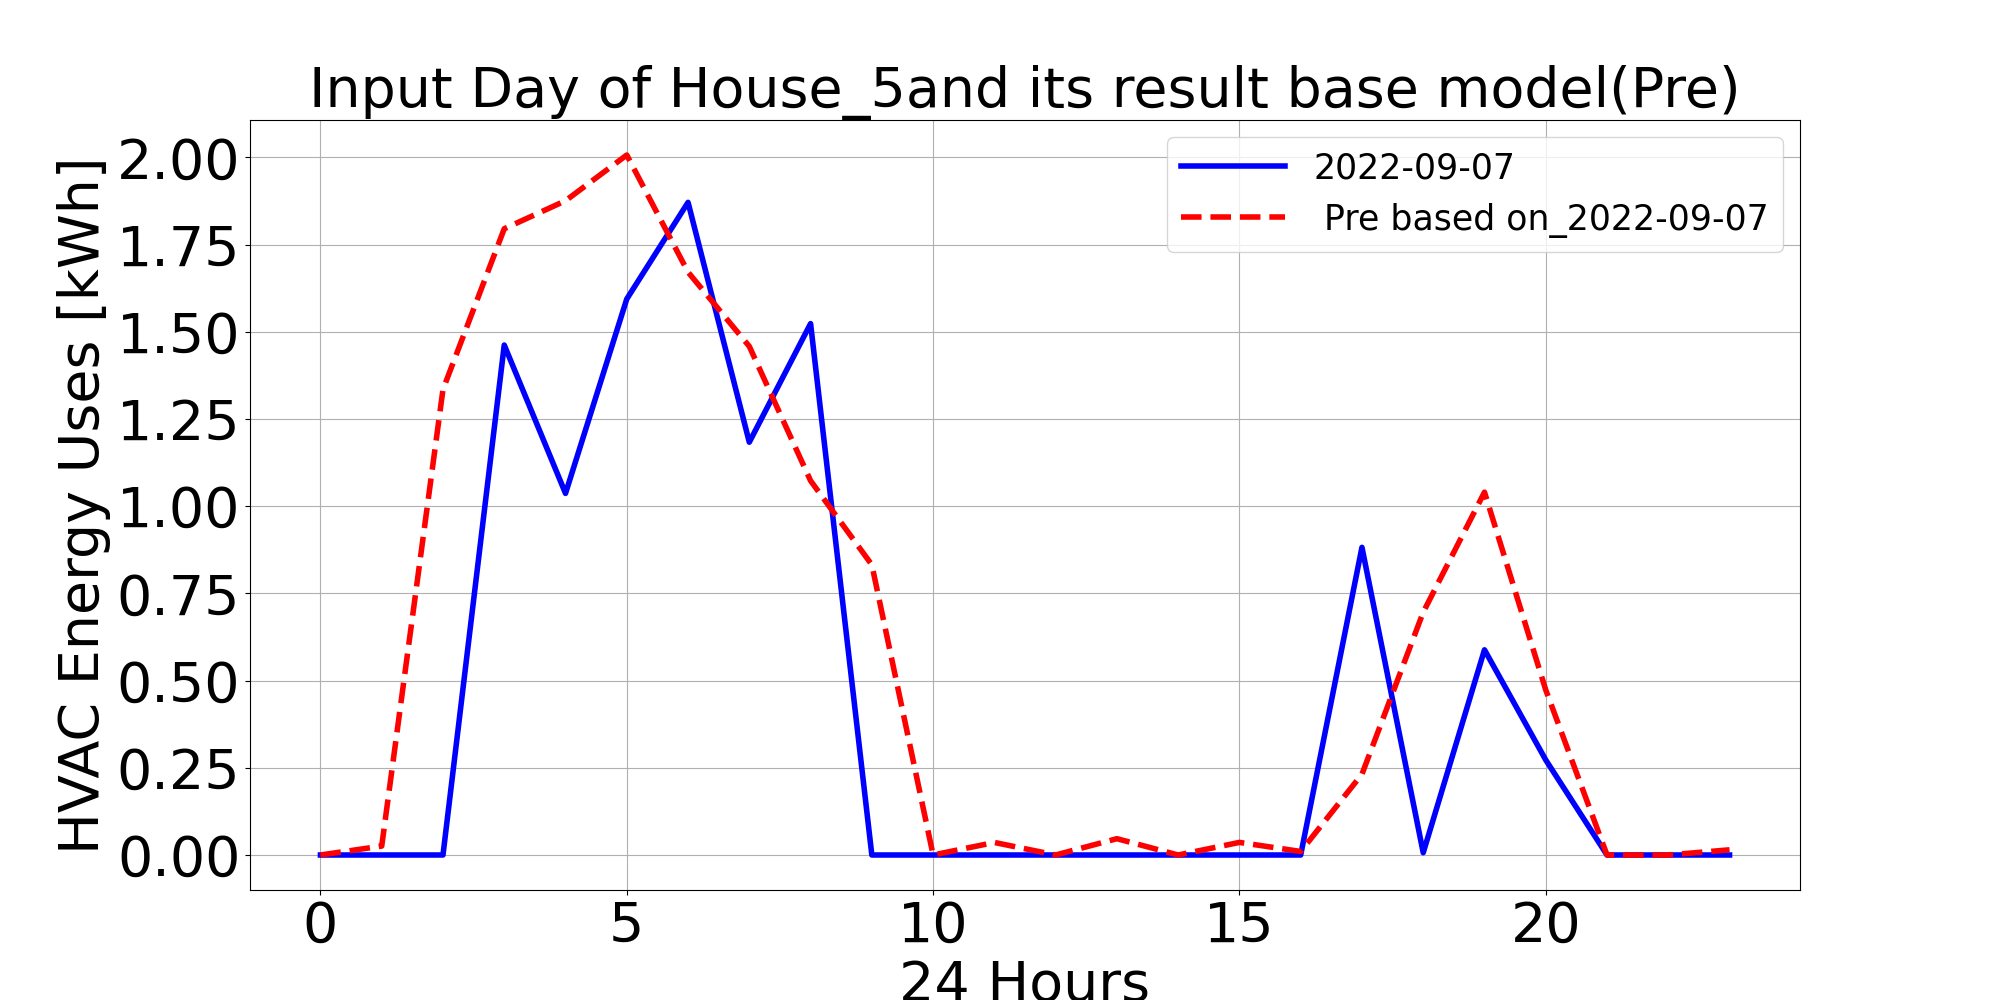 Input Day of House_5and its result base model(Pre)
HVAC Energy Uses [kWh]
2.00
1.75
1.50
1.25
1.00
0.75
0.50
0.25
0.00
2022-09-07
Pre based on_2022-09-07
0 5 10 15 20
24 Hours